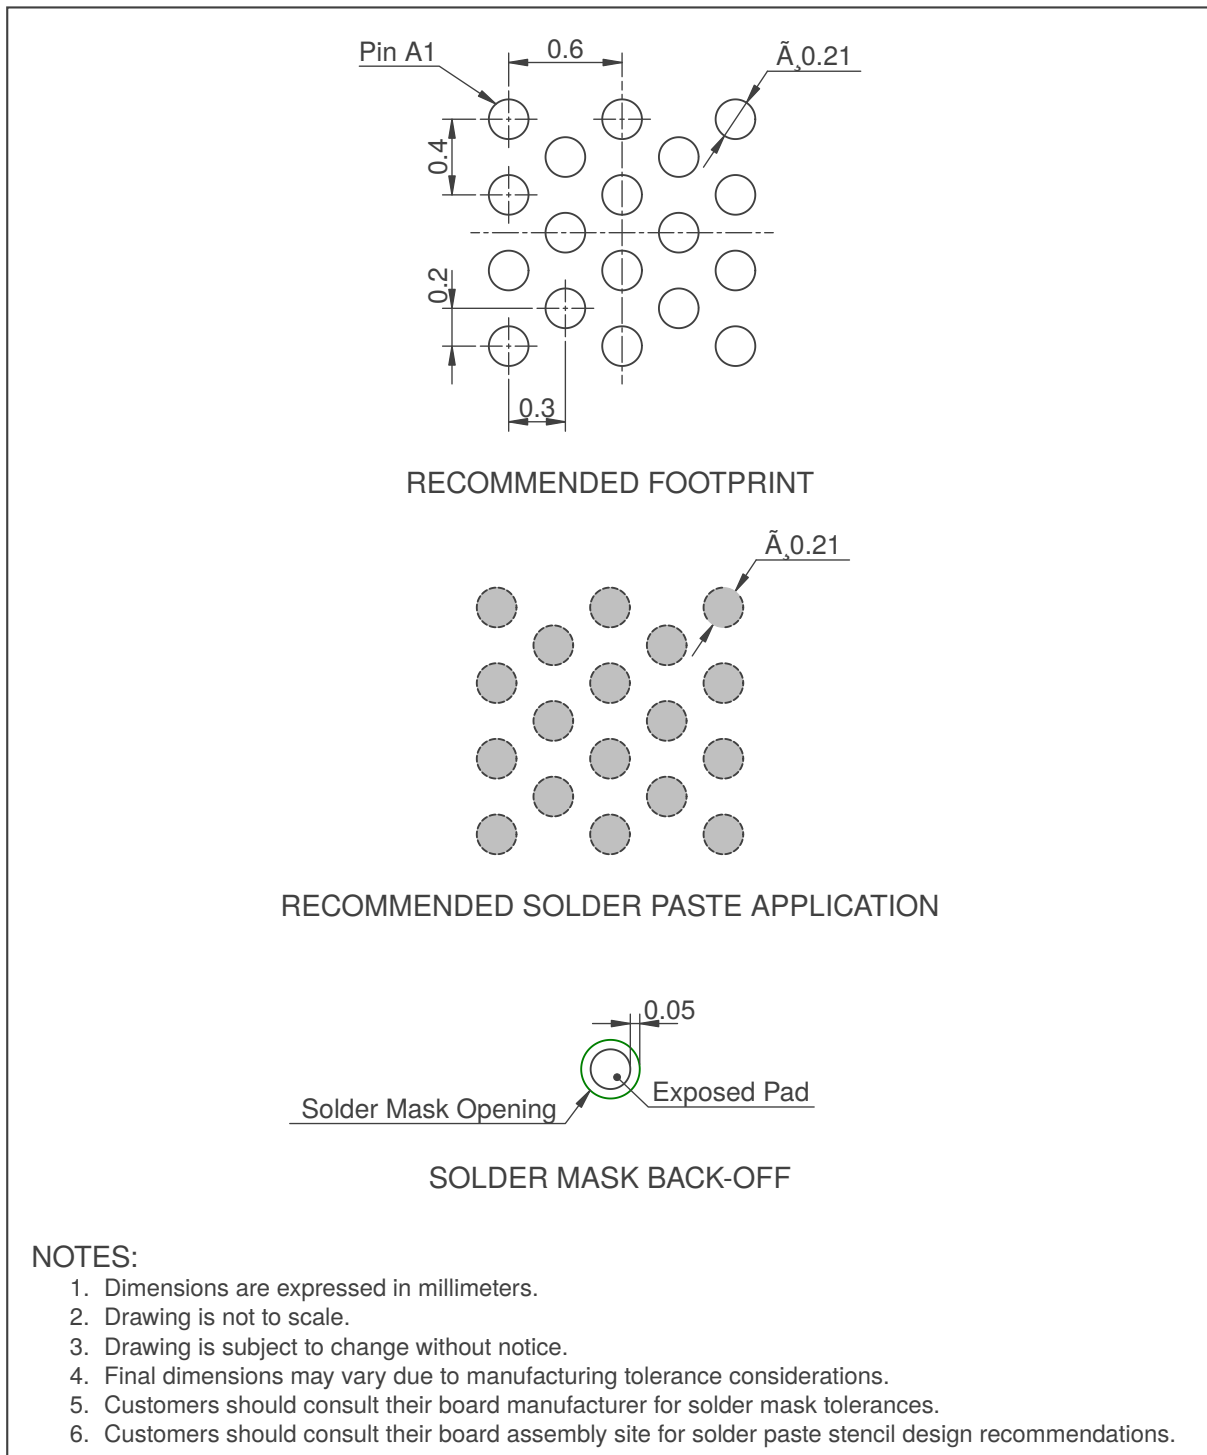 Pin A1
0.6
Ã¸0.21
0.4
0.2
0.3
RECOMMENDED FOOTPRINT
Ã¸0.21
RECOMMENDED SOLDER PASTE APPLICATION
0.05
Exposed Pad
Solder Mask Opening
SOLDER MASK BACK-OFF
NOTES:
1. Dimensions are expressed in millimeters.
2. Drawing is not to scale.
3. Drawing is subject to change without notice.
4. Final dimensions may vary due to manufacturing tolerance considerations.
5. Customers should consult their board manufacturer for solder mask tolerances.
6. Customers should consult their board assembly site for solder paste stencil design recommendations.